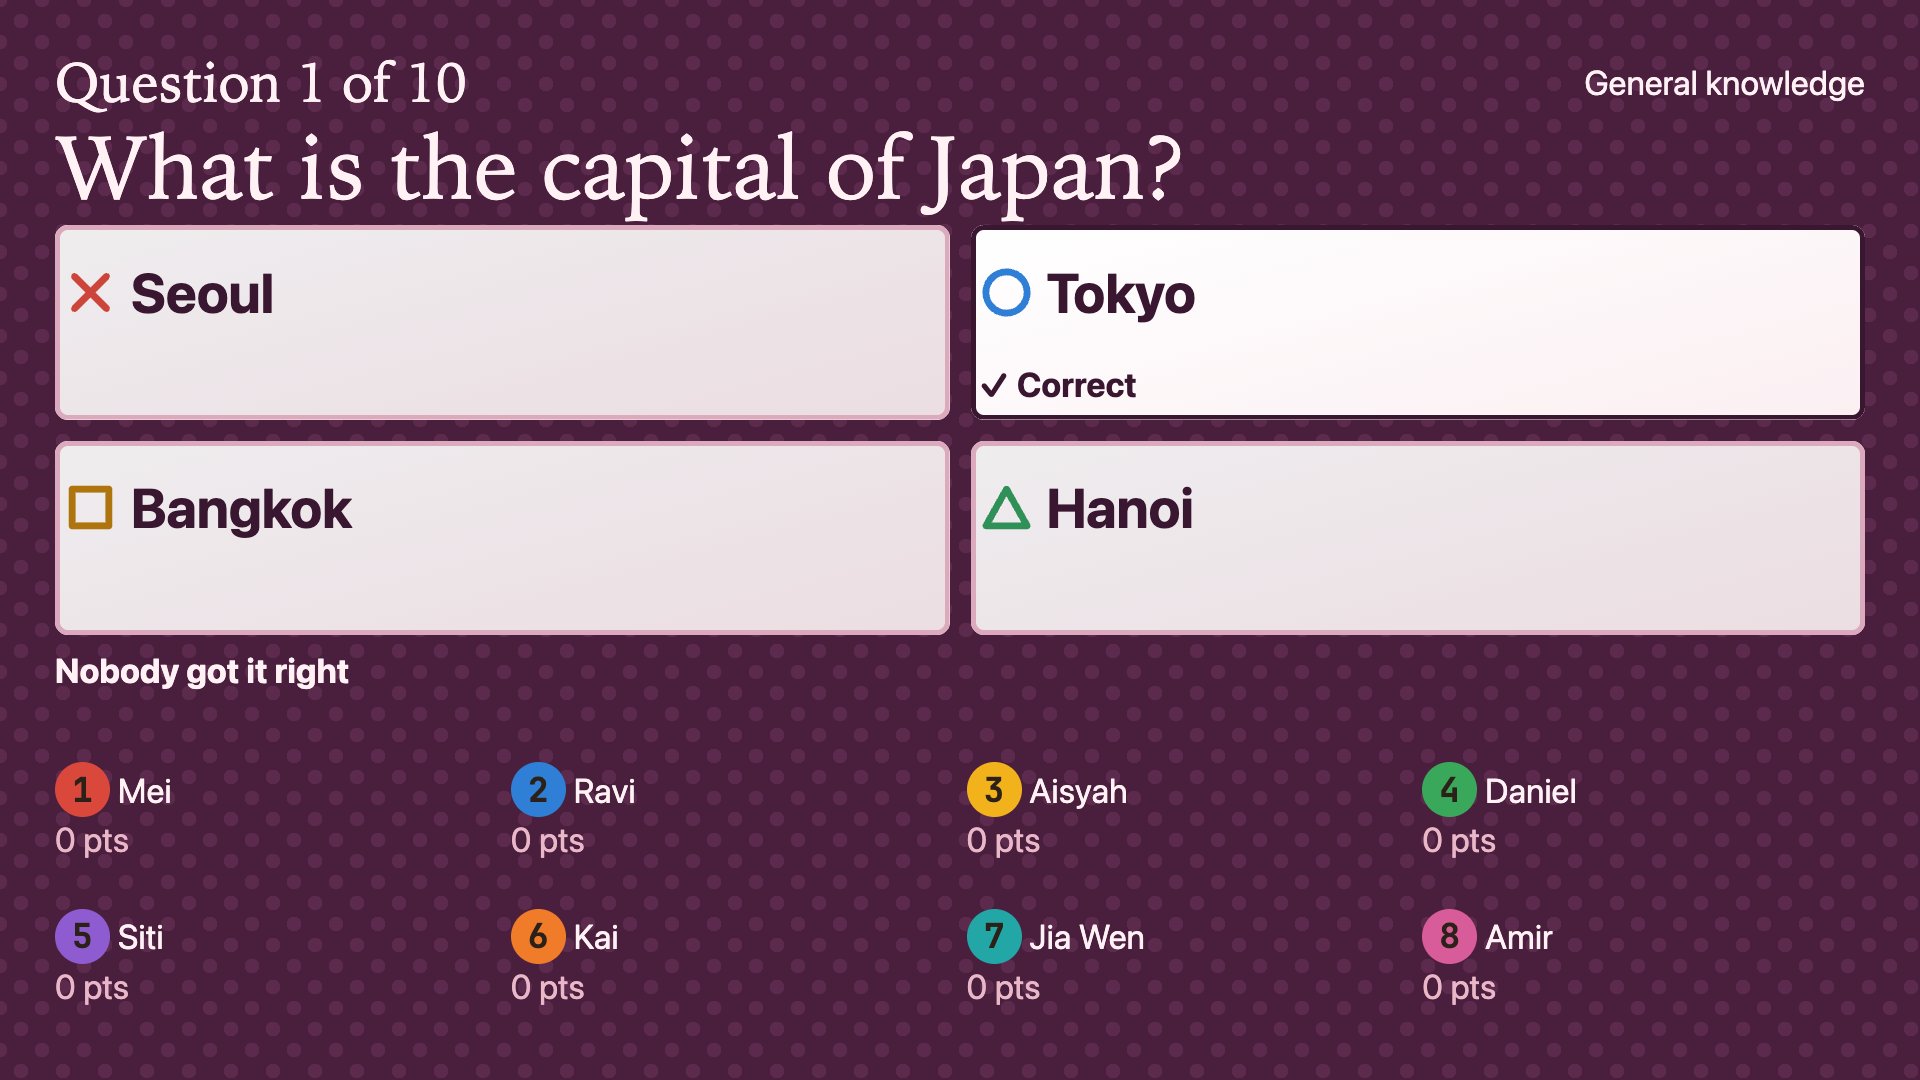 Question 1 of 10
General knowledge
What is the capital of Japan?
Seoul
Tokyo
✓ Correct
Bangkok
Hanoi
Nobody got it right
1 Mei
0 pts
2 Ravi
0 pts
3 Aisyah
0 pts
4 Daniel
0 pts
5 Siti
0 pts
6 Kai
0 pts
7 Jia Wen
0 pts
8 Amir
0 pts